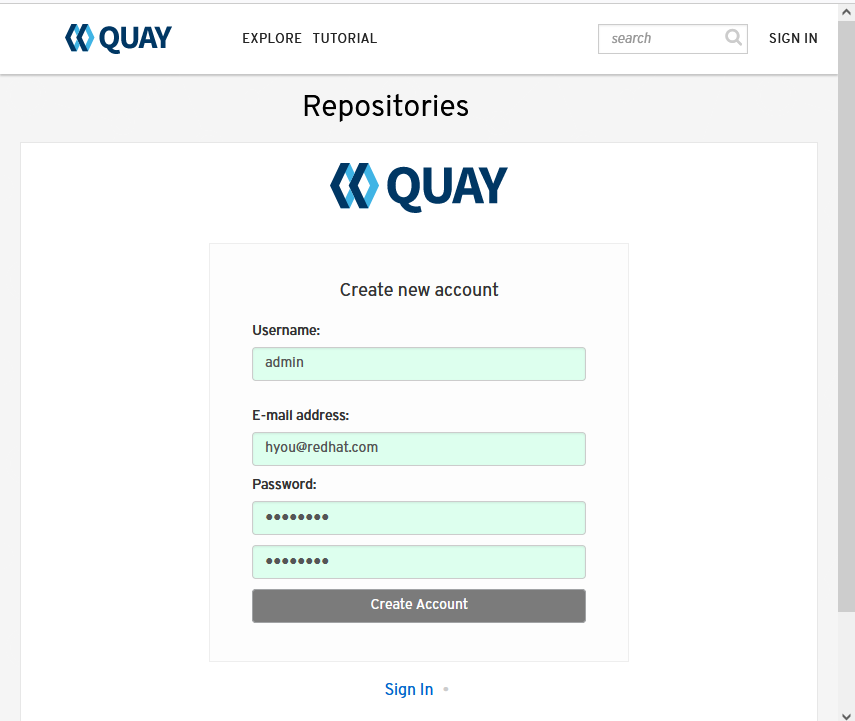 QUAY
EXPLORE TUTORIAL
search
SIGN IN
Repositories
QUAY
Create new account
Username:
admin
E-mail address:
hyou@redhat.com
Password:
••••••••
••••••••
Create Account
Sign In